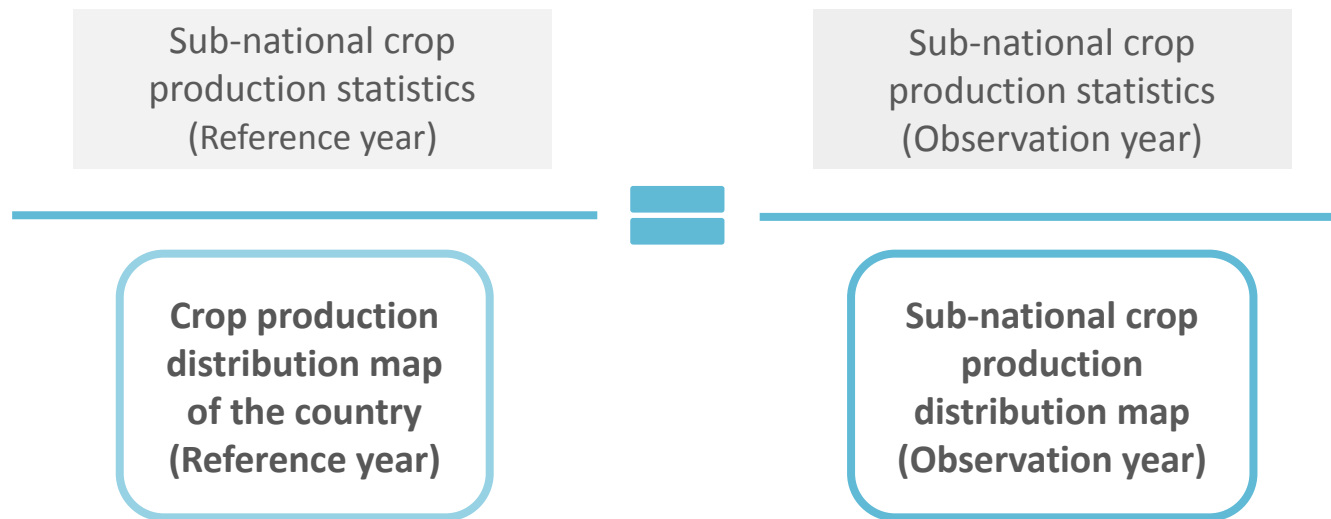 Sub-national crop
production statistics
(Reference year)
Sub-national crop
production statistics
(Observation year)
Crop production
distribution map
of the country
(Reference year)
Sub-national crop
production
distribution map
(Observation year)